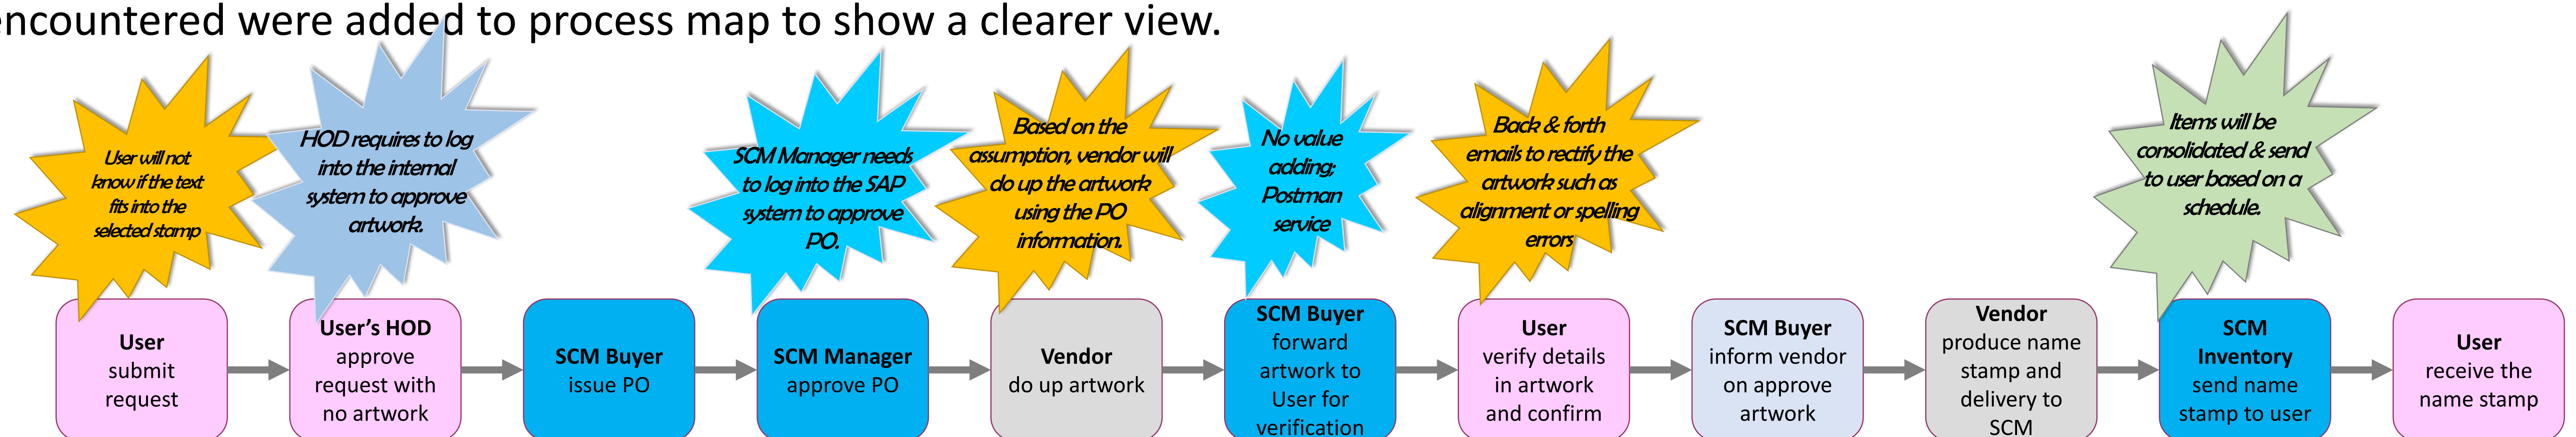 encountered were added to process map to show a clearer view.
User will not
know if the text
fits into the
selected stamp
HOD requires to log
into the internal
system to approve
artwork.
SCM Manager needs
to log into the SAP
system to approve
PO.
Based on the
assumption, vendor will
do up the artwork
using the PO
information.
No value
adding;
Postman
service
Back & forth
emails to rectify the
artwork such as
alignment or spelling
errors
Items will be
consolidated & send
to user based on a
schedule.
User
submit
request
User's HOD
approve
request with
no artwork
SCM Buyer
issue PO
SCM Manager
approve PO
Vendor
do up artwork
SCM Buyer
forward
artwork to
User for
verification
User
verify details
in artwork
and confirm
SCM Buyer
inform vendor
on approve
artwork
Vendor
produce name
stamp and
delivery to
SCM
SCM
Inventory
send name
stamp to user
User
receive the
name stamp